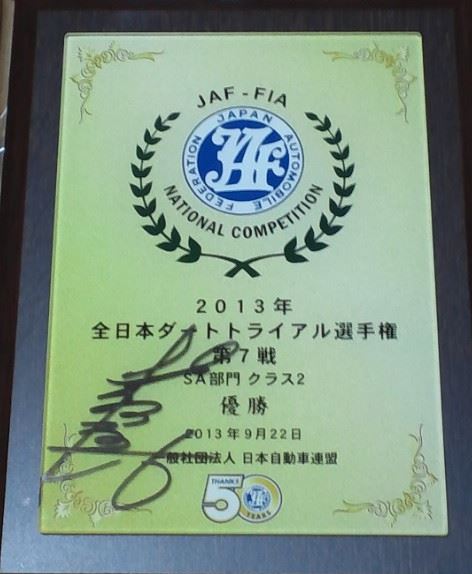 JAF-FIA
JAPAN AUTOMOBILE FEDERATION
JAF
NATIONAL COMPETITION
2013年
全日本ダートトライアル選手権
第7戦
SA部門 クラス2
優勝
2013年9月22日
一般社団法人 日本自動車連盟
THANKS
50
YEARS